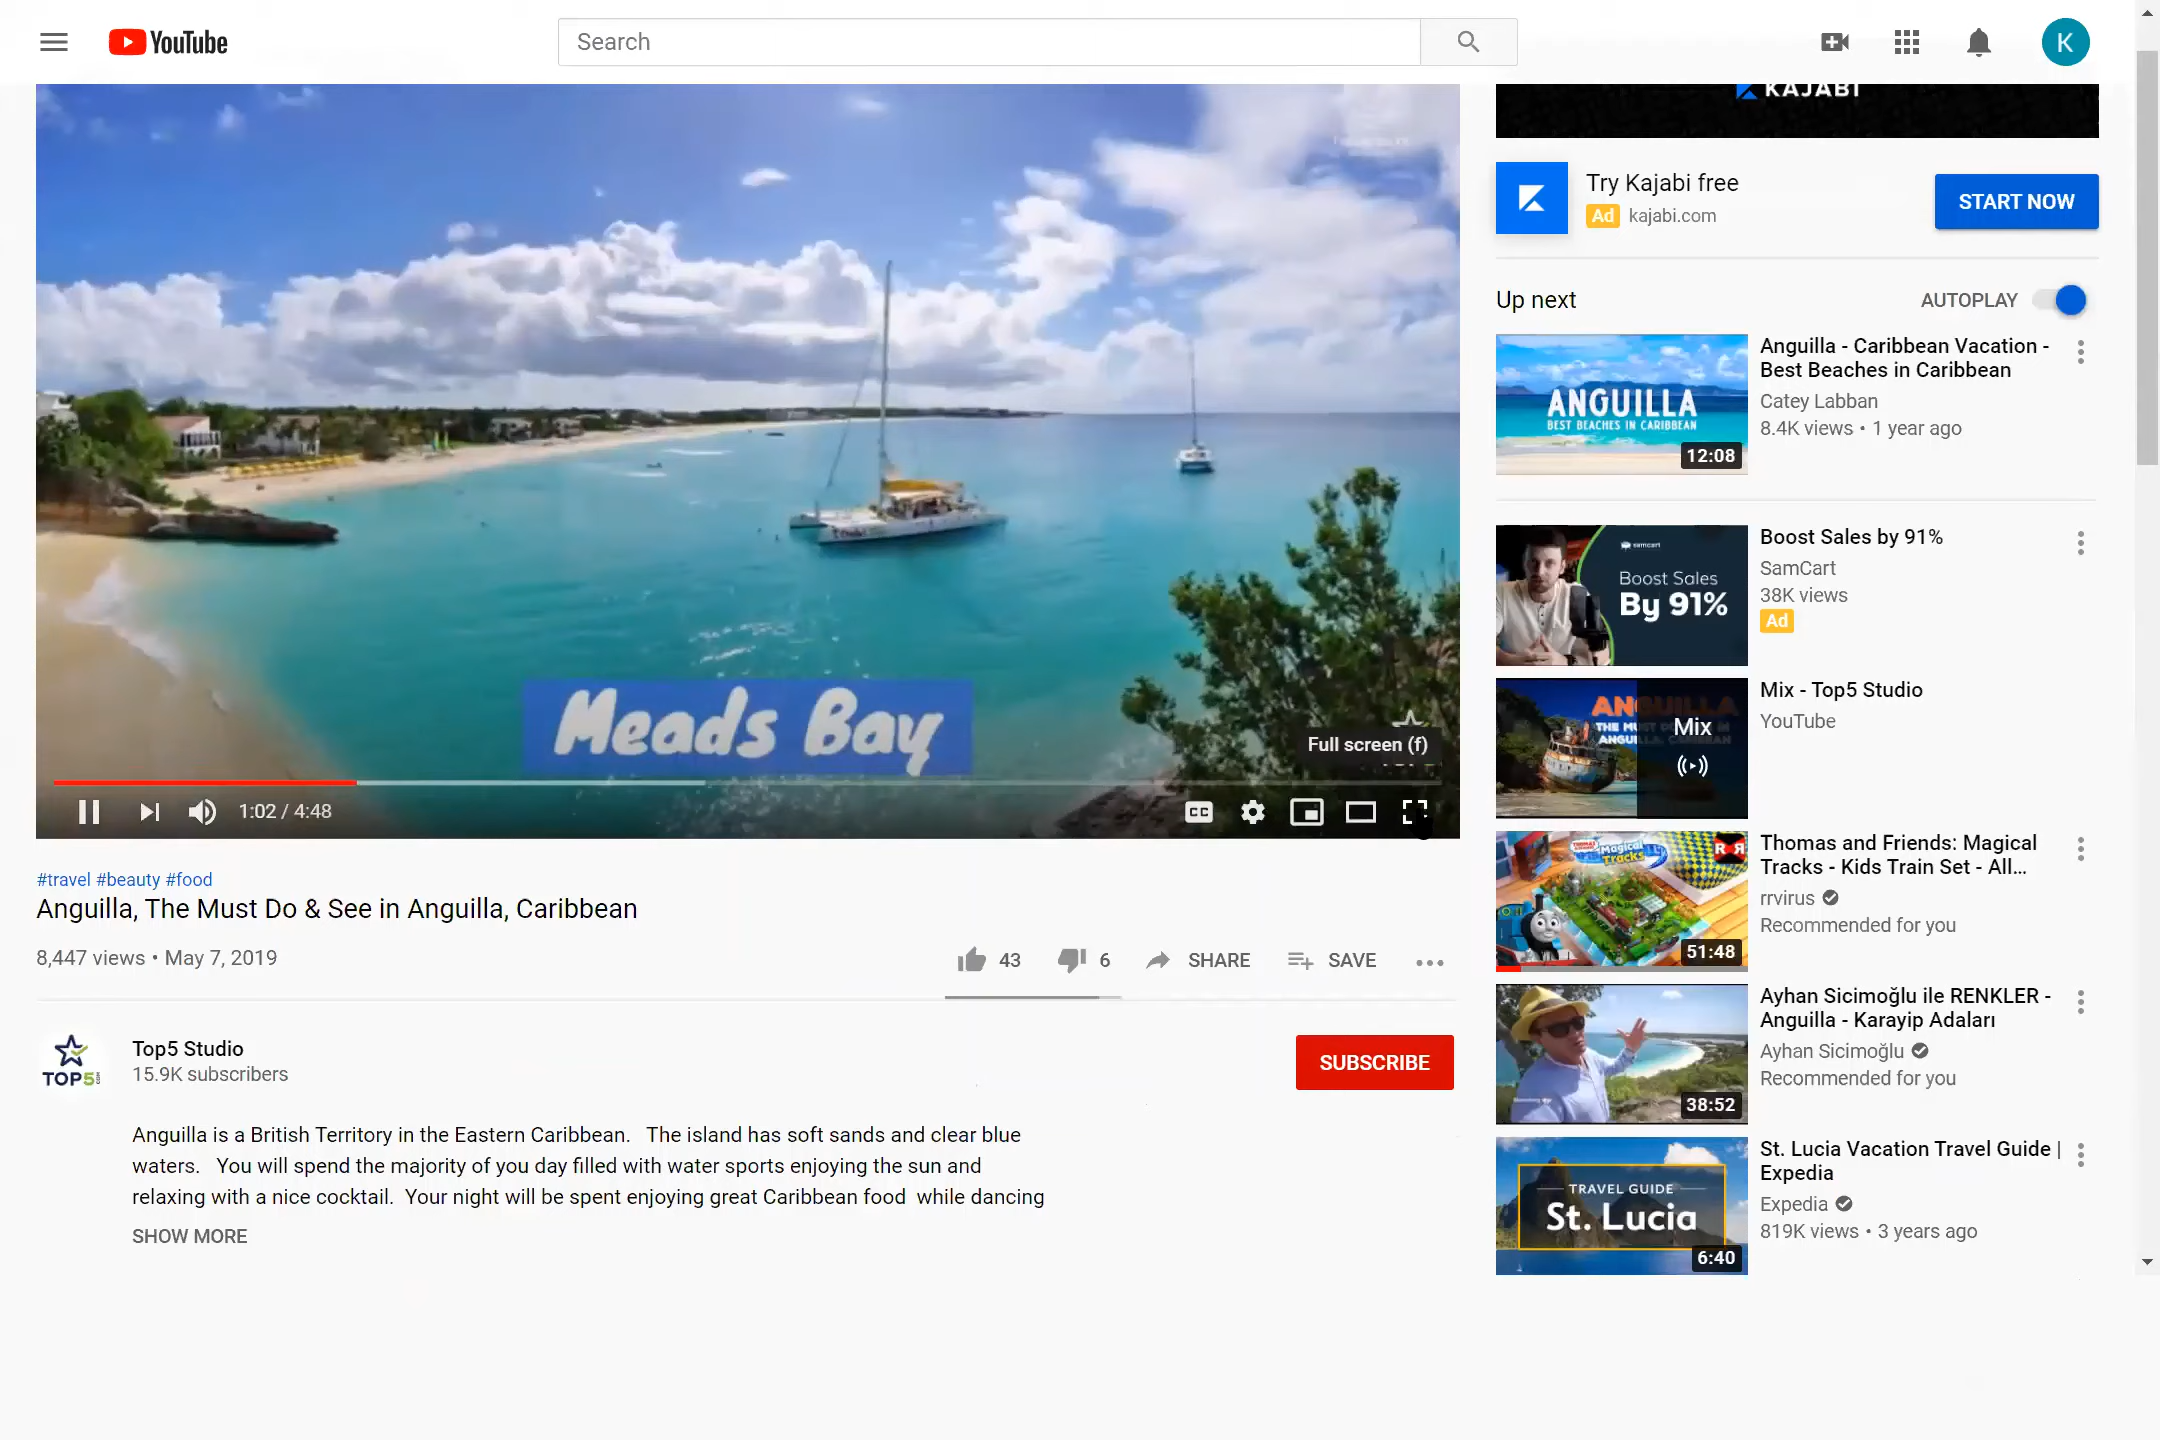 YouTube
Search
K
Meads Bay
Full screen (f)
1:02 / 4:48
CC
#travel #beauty #food
Anguilla, The Must Do & See in Anguilla, Caribbean
8,447 views • May 7, 2019
43
6
SHARE
SAVE
TOP5
Top5 Studio
15.9K subscribers
SUBSCRIBE
Anguilla is a British Territory in the Eastern Caribbean. The island has soft sands and clear blue
waters. You will spend the majority of you day filled with water sports enjoying the sun and
relaxing with a nice cocktail. Your night will be spent enjoying great Caribbean food while dancing
SHOW MORE
KAJABI
Try Kajabi free
Ad kajabi.com
START NOW
Up next
AUTOPLAY
ANGUILLA
BEST BEACHES IN CARIBBEAN
12:08
Anguilla - Caribbean Vacation -
Best Beaches in Caribbean
Catey Labban
8.4K views • 1 year ago
samcart
Boost Sales
By 91%
Boost Sales by 91%
SamCart
38K views
Ad
ANGUILLA
Mix
Mix - Top5 Studio
YouTube
Magical
Tracks
51:48
Thomas and Friends: Magical
Tracks - Kids Train Set - All...
rrvirus
Recommended for you
38:52
Ayhan Sicimoğlu ile RENKLER -
Anguilla - Karayip Adaları
Ayhan Sicimoğlu
Recommended for you
TRAVEL GUIDE
St. Lucia
6:40
St. Lucia Vacation Travel Guide |
Expedia
Expedia
819K views • 3 years ago